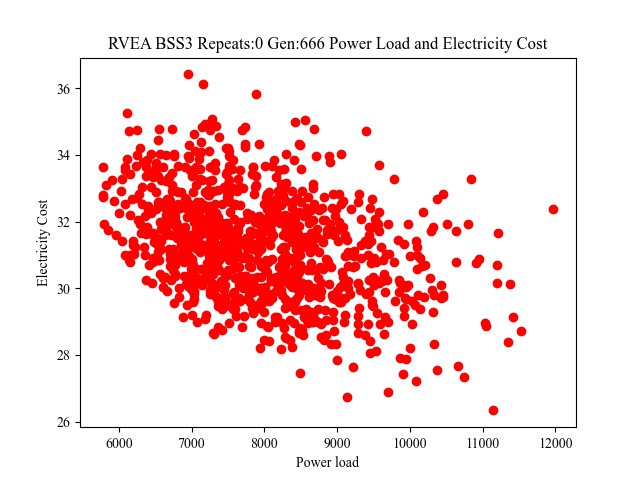 RVEA BSS3 Repeats:0 Gen:666 Power Load and Electricity Cost
36
34
32
30
28
26
Electricity Cost
6000 7000 8000 9000 10000 11000 12000
Power load